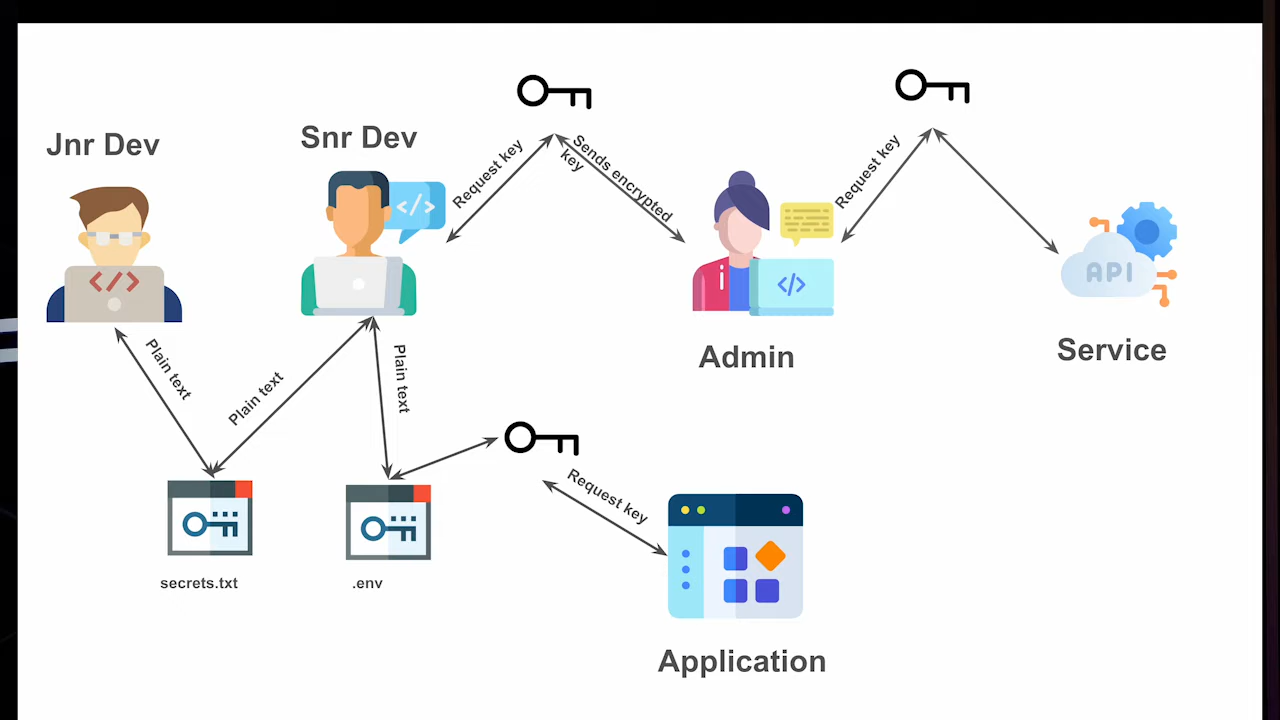 Jnr Dev
Snr Dev
</>
</>
Request key
Sends encrypted
key
Request key
</>
API
Admin
Service
Plain text
Plain text
Plain text
Request key
secrets.txt
.env
Application